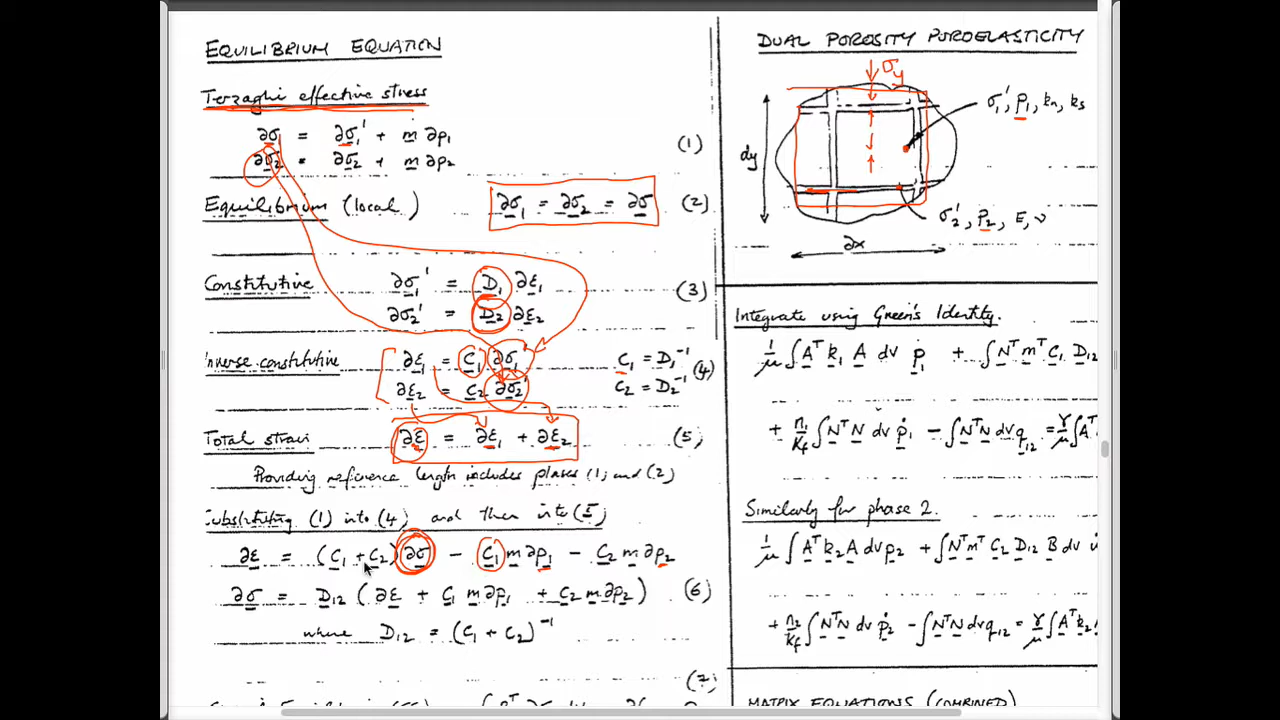 EQUILIBRIUM EQUATION
Terzaghi effective stress
∂σ₁ = ∂σ₁' + m ∂p₁
(1)
∂σ₂ = ∂σ₂ + m ∂p₂
Equilibrium (local)
∂σ₁ = ∂σ₂ = ∂σ
(2)
Constitutive
∂σ₁' = D₁ ∂ε₁
(3)
∂σ₂' = D₂ ∂ε₂
Inverse constitutive
∂ε₁ = C₁ ∂σ₁'
C₁ = D₁⁻¹
(4)
∂ε₂ = C₂ ∂σ₂'
C₂ = D₂⁻¹
Total strain
∂ε = ∂ε₁ + ∂ε₂
(5)
Providing reference length includes phases (1) and (2)
Substituting (1) into (4) and then into (5)
∂ε = (C₁ + C₂) ∂σ − C₁ m ∂p₁ − C₂ m ∂p₂
∂σ = D₁₂ (∂ε + C₁ m ∂p₁ + C₂ m ∂p₂)
(6)
where D₁₂ = (C₁ + C₂)⁻¹
(7)
DUAL POROSITY POROELASTICITY
σy
σ₁', p₁, kn, ks
dy
σ₂', p₂, E, ν
∂x
Integrate using Green's Identity.
1/μ ∫ Aᵀ k₁ A dv p₁ + ∫ Nᵀ mᵀ C₁ D₁₂
+ n₁/Kf ∫ NᵀN dv ṗ₁ − ∫ NᵀN dv q₁₂ = γ/μ ∫ Aᵀ
Similarly for phase 2.
1/μ ∫ Aᵀ k₂ A dv p₂ + ∫ Nᵀ mᵀ C₂ D₁₂ B dv u̇
+ n₂/Kf ∫ NᵀN dv ṗ₂ − ∫ NᵀN dv q₁₂ = γ/μ ∫ Aᵀ k₂
MATRIX EQUATIONS (COMBINED)